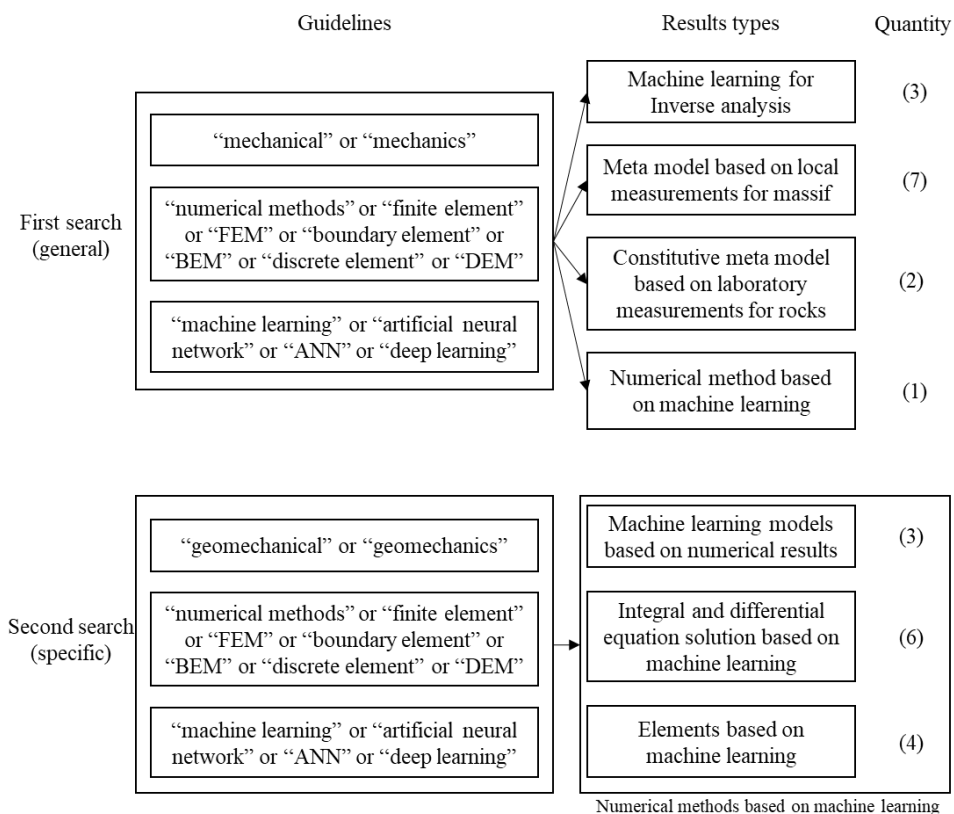 Guidelines
Results types
Quantity
First search
(general)
“mechanical” or “mechanics”
“numerical methods” or “finite element”
or “FEM” or “boundary element” or
“BEM” or “discrete element” or “DEM”
“machine learning” or “artificial neural
network” or “ANN” or “deep learning”
Machine learning for
Inverse analysis
(3)
Meta model based on local
measurements for massif
(7)
Constitutive meta model
based on laboratory
measurements for rocks
(2)
Numerical method based
on machine learning
(1)
Second search
(specific)
“geomechanical” or “geomechanics”
“numerical methods” or “finite element”
or “FEM” or “boundary element” or
“BEM” or “discrete element” or “DEM”
“machine learning” or “artificial neural
network” or “ANN” or “deep learning”
Machine learning models
based on numerical results
(3)
Integral and differential
equation solution based on
machine learning
(6)
Elements based on
machine learning
(4)
Numerical methods based on machine learning